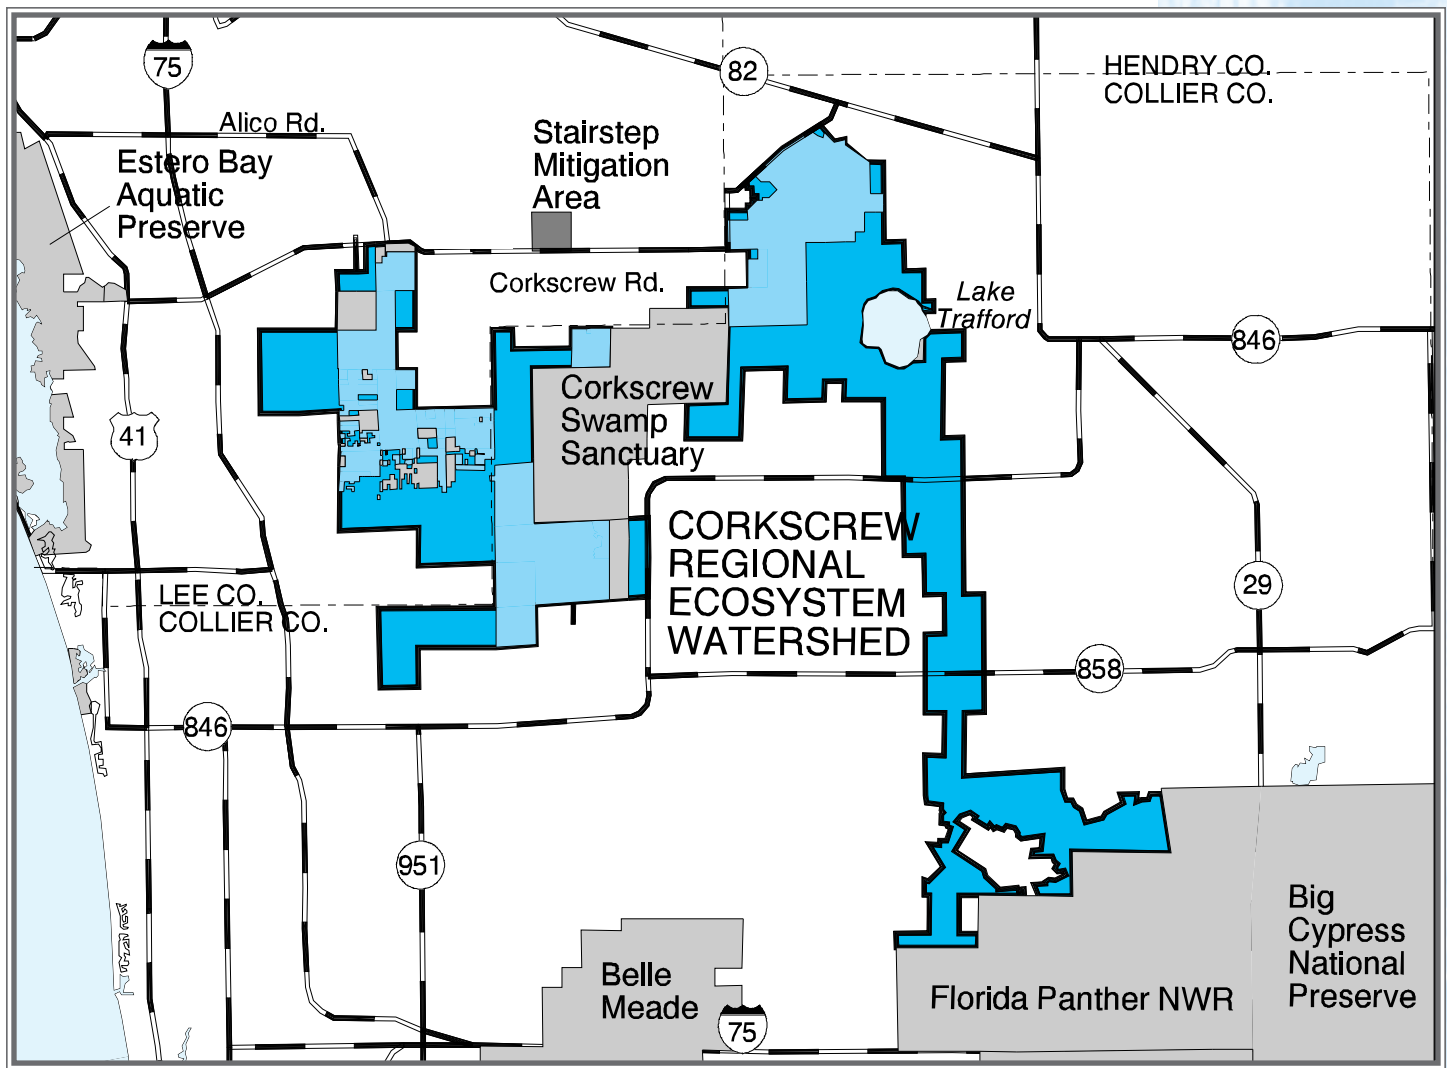 75
82
HENDRY CO.
COLLIER CO.
Alico Rd.
Stairstep
Mitigation
Area
Estero Bay
Aquatic
Preserve
Corkscrew Rd.
Lake
Trafford
846
Corkscrew
Swamp
Sanctuary
41
CORKSCREW
REGIONAL
ECOSYSTEM
WATERSHED
29
LEE CO.
COLLIER CO.
858
846
951
Big
Cypress
National
Preserve
Belle
Meade
Florida Panther NWR
75